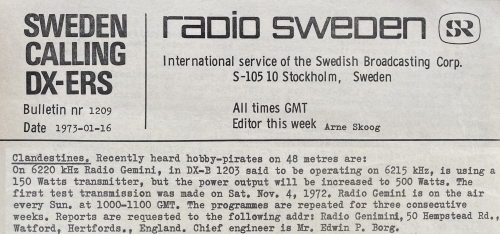 SWEDEN
CALLING
DX-ERS
Bulletin nr 1209
Date 1973-01-16
radio sweden SR
International service of the Swedish Broadcasting Corp.
S-105 10 Stockholm, Sweden
All times GMT
Editor this week Arne Skoog
Clandestines. Recently heard hobby-pirates on 48 metres are:
On 6220 kHz Radio Gemini, in DX-B 1203 said to be operating on 6215 kHz, is using a
150 Watts transmitter, but the power output will be increased to 500 Watts. The
first test transmission was made on Sat. Nov. 4, 1972. Radio Gemini is on the air
every Sun. at 1000-1100 GMT. The programmes are repeated for three consecutive
weeks. Reports are requested to the following addr: Radio Genimini,50 Hempstead Rd.,
Watford, Hertfords., England. Chief engineer is Mr. Edwin P. Borg.